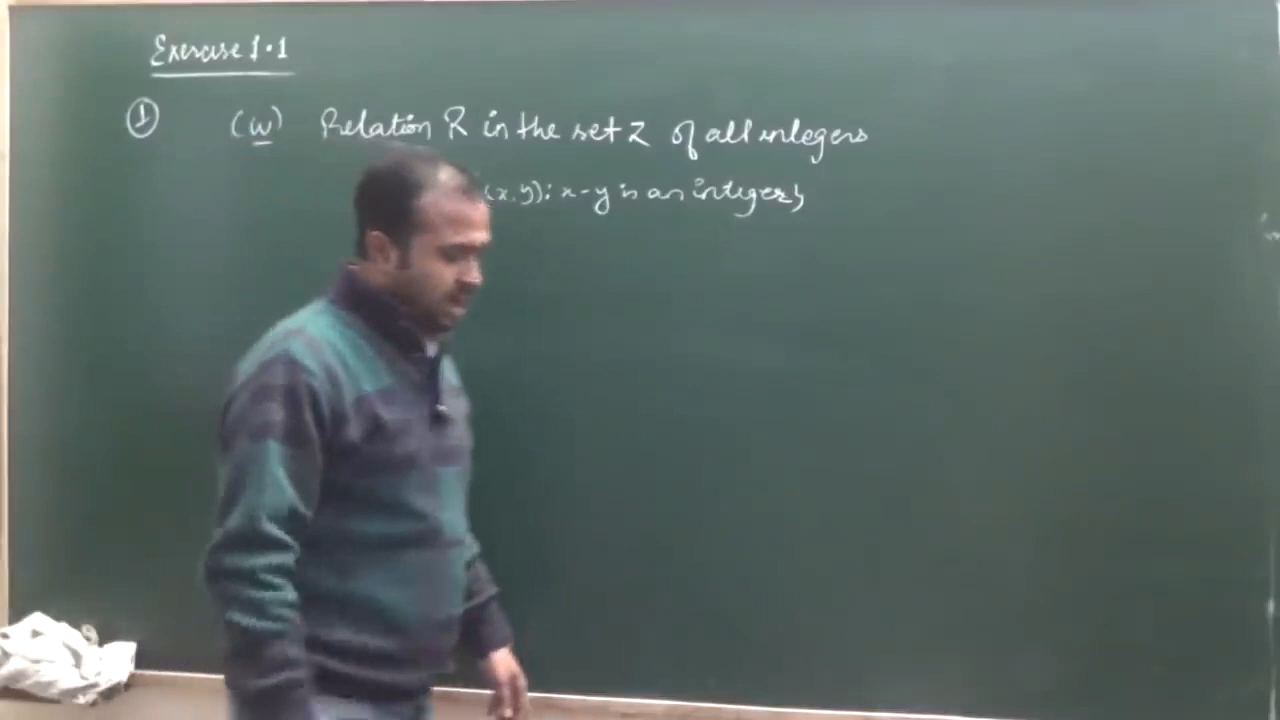 Exercise 1.1
① (iv) Relation R in the set Z of all integers
(x,y): x-y is an integer}